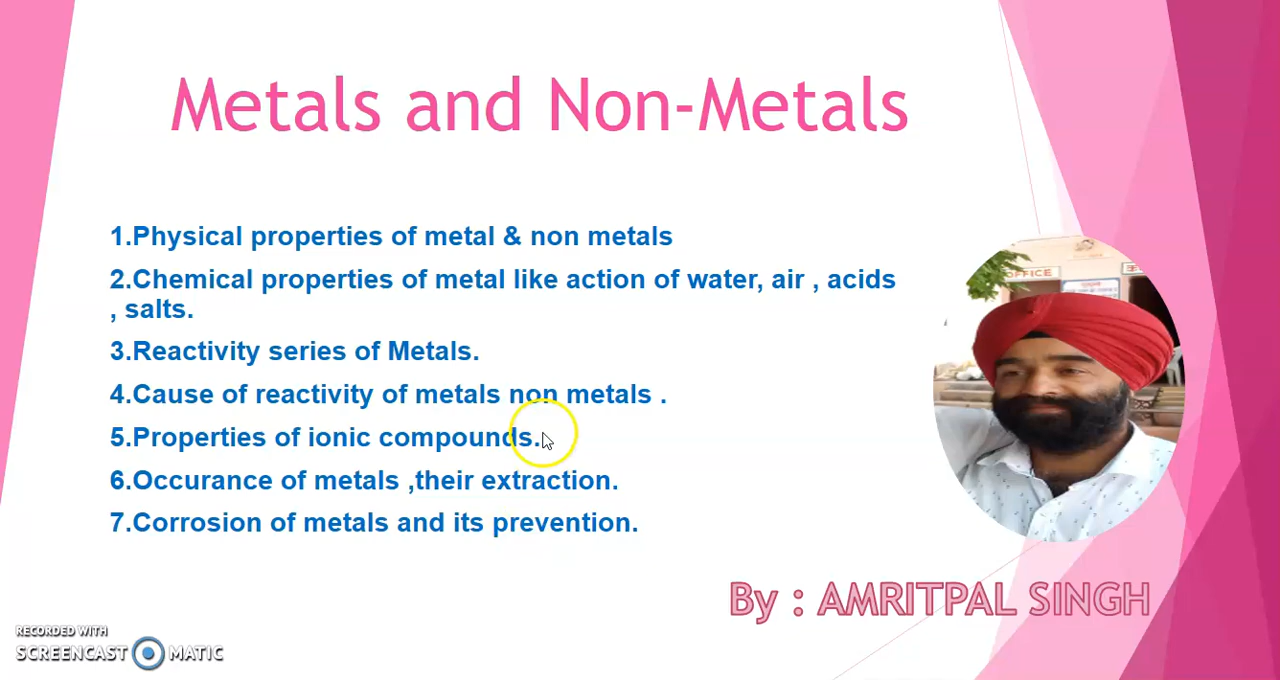 Metals and Non-Metals
1.Physical properties of metal & non metals
2.Chemical properties of metal like action of water, air , acids
, salts.
3.Reactivity series of Metals.
4.Cause of reactivity of metals non metals .
5.Properties of ionic compounds.
6.Occurance of metals ,their extraction.
7.Corrosion of metals and its prevention.
OFFICE
By : AMRITPAL SINGH
RECORDED WITH
SCREENCAST MATIC